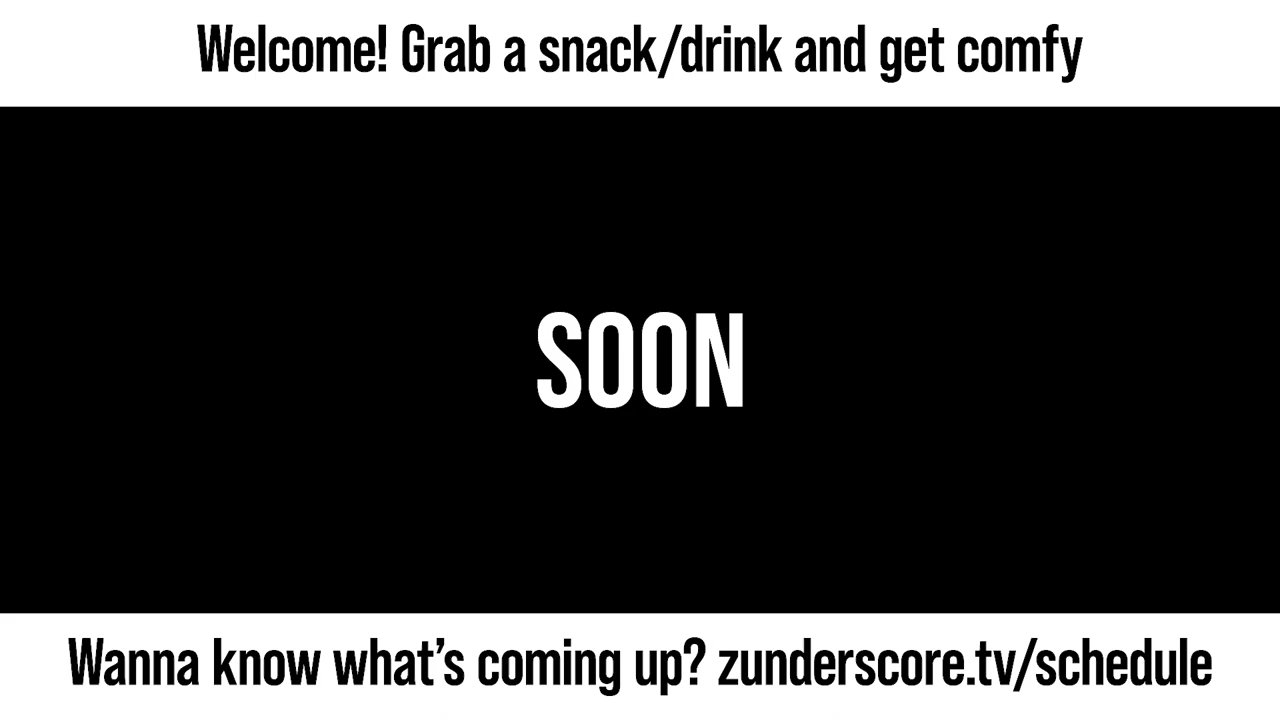 Welcome! Grab a snack/drink and get comfy
SOON
Wanna know what’s coming up? zunderscore.tv/schedule